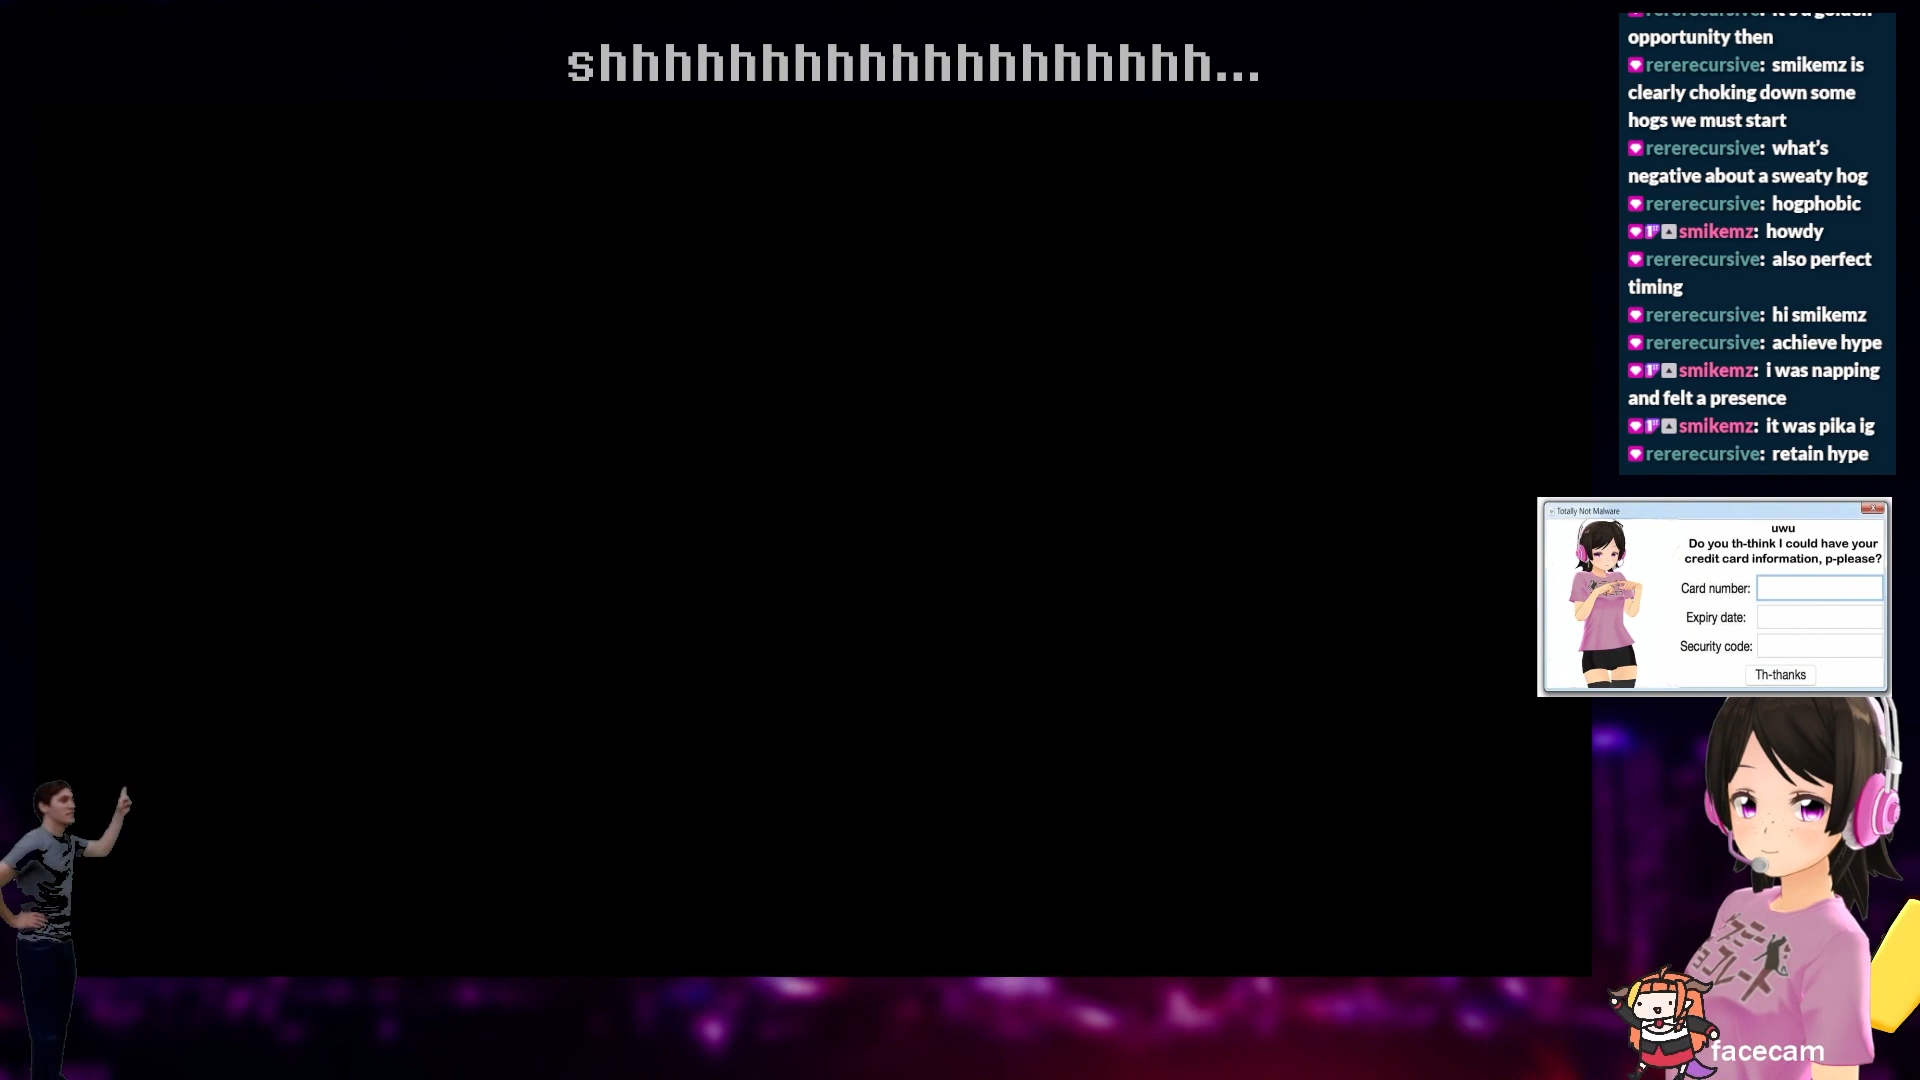 shhhhhhhhhhhhhhhhhhh...
rererecursive: it's a golden
opportunity then
rererecursive: smikemz is
clearly choking down some
hogs we must start
rererecursive: what's
negative about a sweaty hog
rererecursive: hogphobic
smikemz: howdy
rererecursive: also perfect
timing
rererecursive: hi smikemz
rererecursive: achieve hype
smikemz: i was napping
and felt a presence
smikemz: it was pika ig
rererecursive: retain hype
Totally Not Malware
uwu
Do you th-think I could have your
credit card information, p-please?
Card number:
Expiry date:
Security code:
Th-thanks
facecam